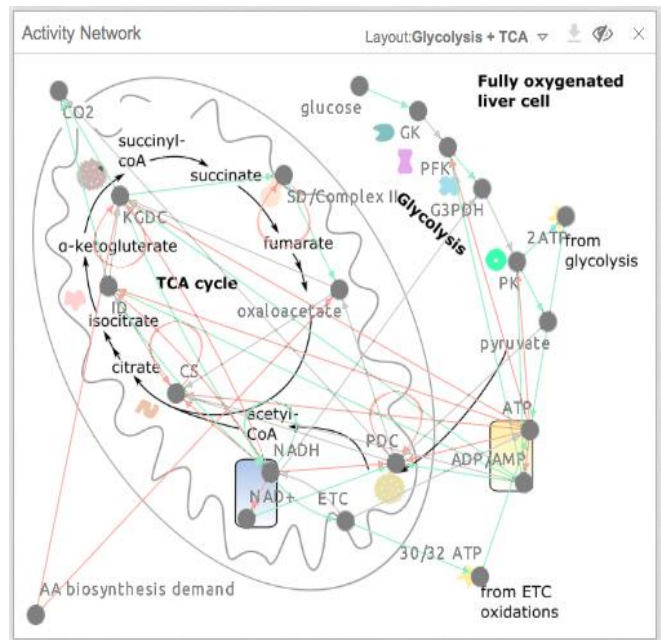 Activity Network
Layout:Glycolysis + TCA
Fully oxygenated
liver cell
glucose
CO2
GK
succinyl-
coA
PFK
succinate
SD/Complex II
G3PDH
KGDC
Glycolysis
2ATP
from
glycolysis
fumarate
α-ketogluterate
TCA cycle
PK
ID
oxaloacetate
isocitrate
pyruvate
citrate
CS
ATP
acetyl-
CoA
PDC
NADH
ADP/AMP
NAD+
ETC
30/32 ATP
AA biosynthesis demand
from ETC
oxidations